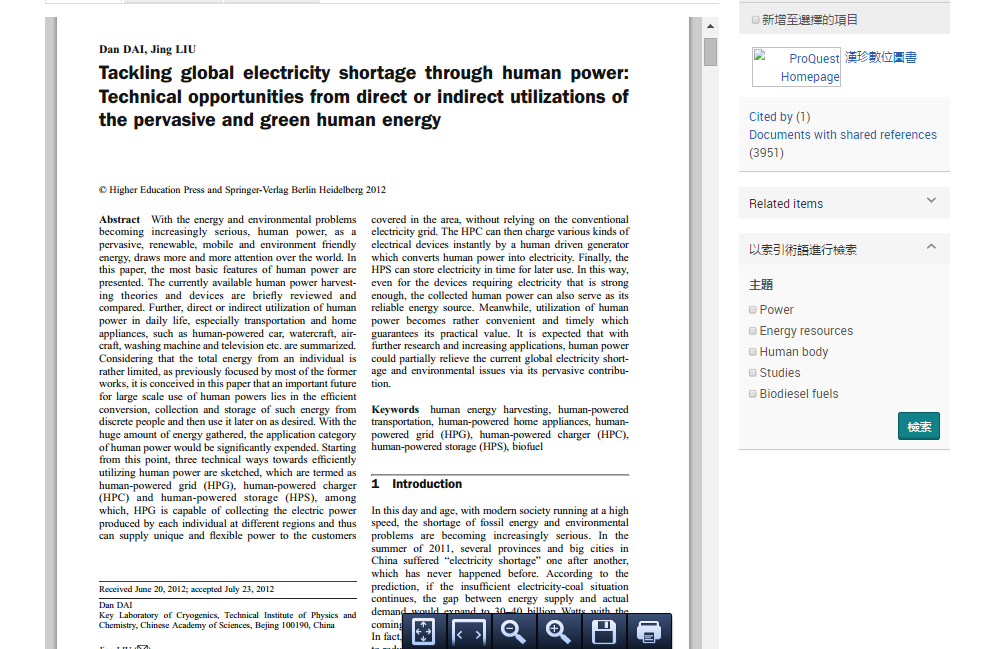 Dan DAI, Jing LIU
Tackling global electricity shortage through human power:
Technical opportunities from direct or indirect utilizations of
the pervasive and green human energy
© Higher Education Press and Springer-Verlag Berlin Heidelberg 2012
Abstract With the energy and environmental problems
becoming increasingly serious, human power, as a
pervasive, renewable, mobile and environment friendly
energy, draws more and more attention over the world. In
this paper, the most basic features of human power are
presented. The currently available human power harvest-
ing theories and devices are briefly reviewed and
compared. Further, direct or indirect utilization of human
power in daily life, especially transportation and home
appliances, such as human-powered car, watercraft, air-
craft, washing machine and television etc. are summarized.
Considering that the total energy from an individual is
rather limited, as previously focused by most of the former
works, it is conceived in this paper that an important future
for large scale use of human powers lies in the efficient
conversion, collection and storage of such energy from
discrete people and then use it later on as desired. With the
huge amount of energy gathered, the application category
of human power would be significantly expended. Starting
from this point, three technical ways towards efficiently
utilizing human power are sketched, which are termed as
human-powered grid (HPG), human-powered charger
(HPC) and human-powered storage (HPS), among
which, HPG is capable of collecting the electric power
produced by each individual at different regions and thus
can supply unique and flexible power to the customers
Received June 20, 2012; accepted July 23, 2012
Dan DAI
Key Laboratory of Cryogenics, Technical Institute of Physics and
Chemistry, Chinese Academy of Sciences, Bejing 100190, China
covered in the area, without relying on the conventional
electricity grid. The HPC can then charge various kinds of
electrical devices instantly by a human driven generator
which converts human power into electricity. Finally, the
HPS can store electricity in time for later use. In this way,
even for the devices requiring electricity that is strong
enough, the collected human power can also serve as its
reliable energy source. Meanwhile, utilization of human
power becomes rather convenient and timely which
guarantees its practical value. It is expected that with
further research and increasing applications, human power
could partially relieve the current global electricity short-
age and environmental issues via its pervasive contribu-
tion.
Keywords human energy harvesting, human-powered
transportation, human-powered home appliances, human-
powered grid (HPG), human-powered charger (HPC),
human-powered storage (HPS), biofuel
1 Introduction
In this day and age, with modern society running at a high
speed, the shortage of fossil energy and environmental
problems are becoming increasingly serious. In the
summer of 2011, several provinces and big cities in
China suffered “electricity shortage” one after another,
which has never happened before. According to the
prediction, if the insufficient electricity-coal situation
continues, the gap between energy supply and actual
demand would expand to 30–40 billion Watts with the
coming
In fact,
新增至選擇的項目
ProQuest
Homepage
漢珍數位圖書
Cited by (1)
Documents with shared references
(3951)
Related items
以索引術語進行檢索
主題
Power
Energy resources
Human body
Studies
Biodiesel fuels
檢索